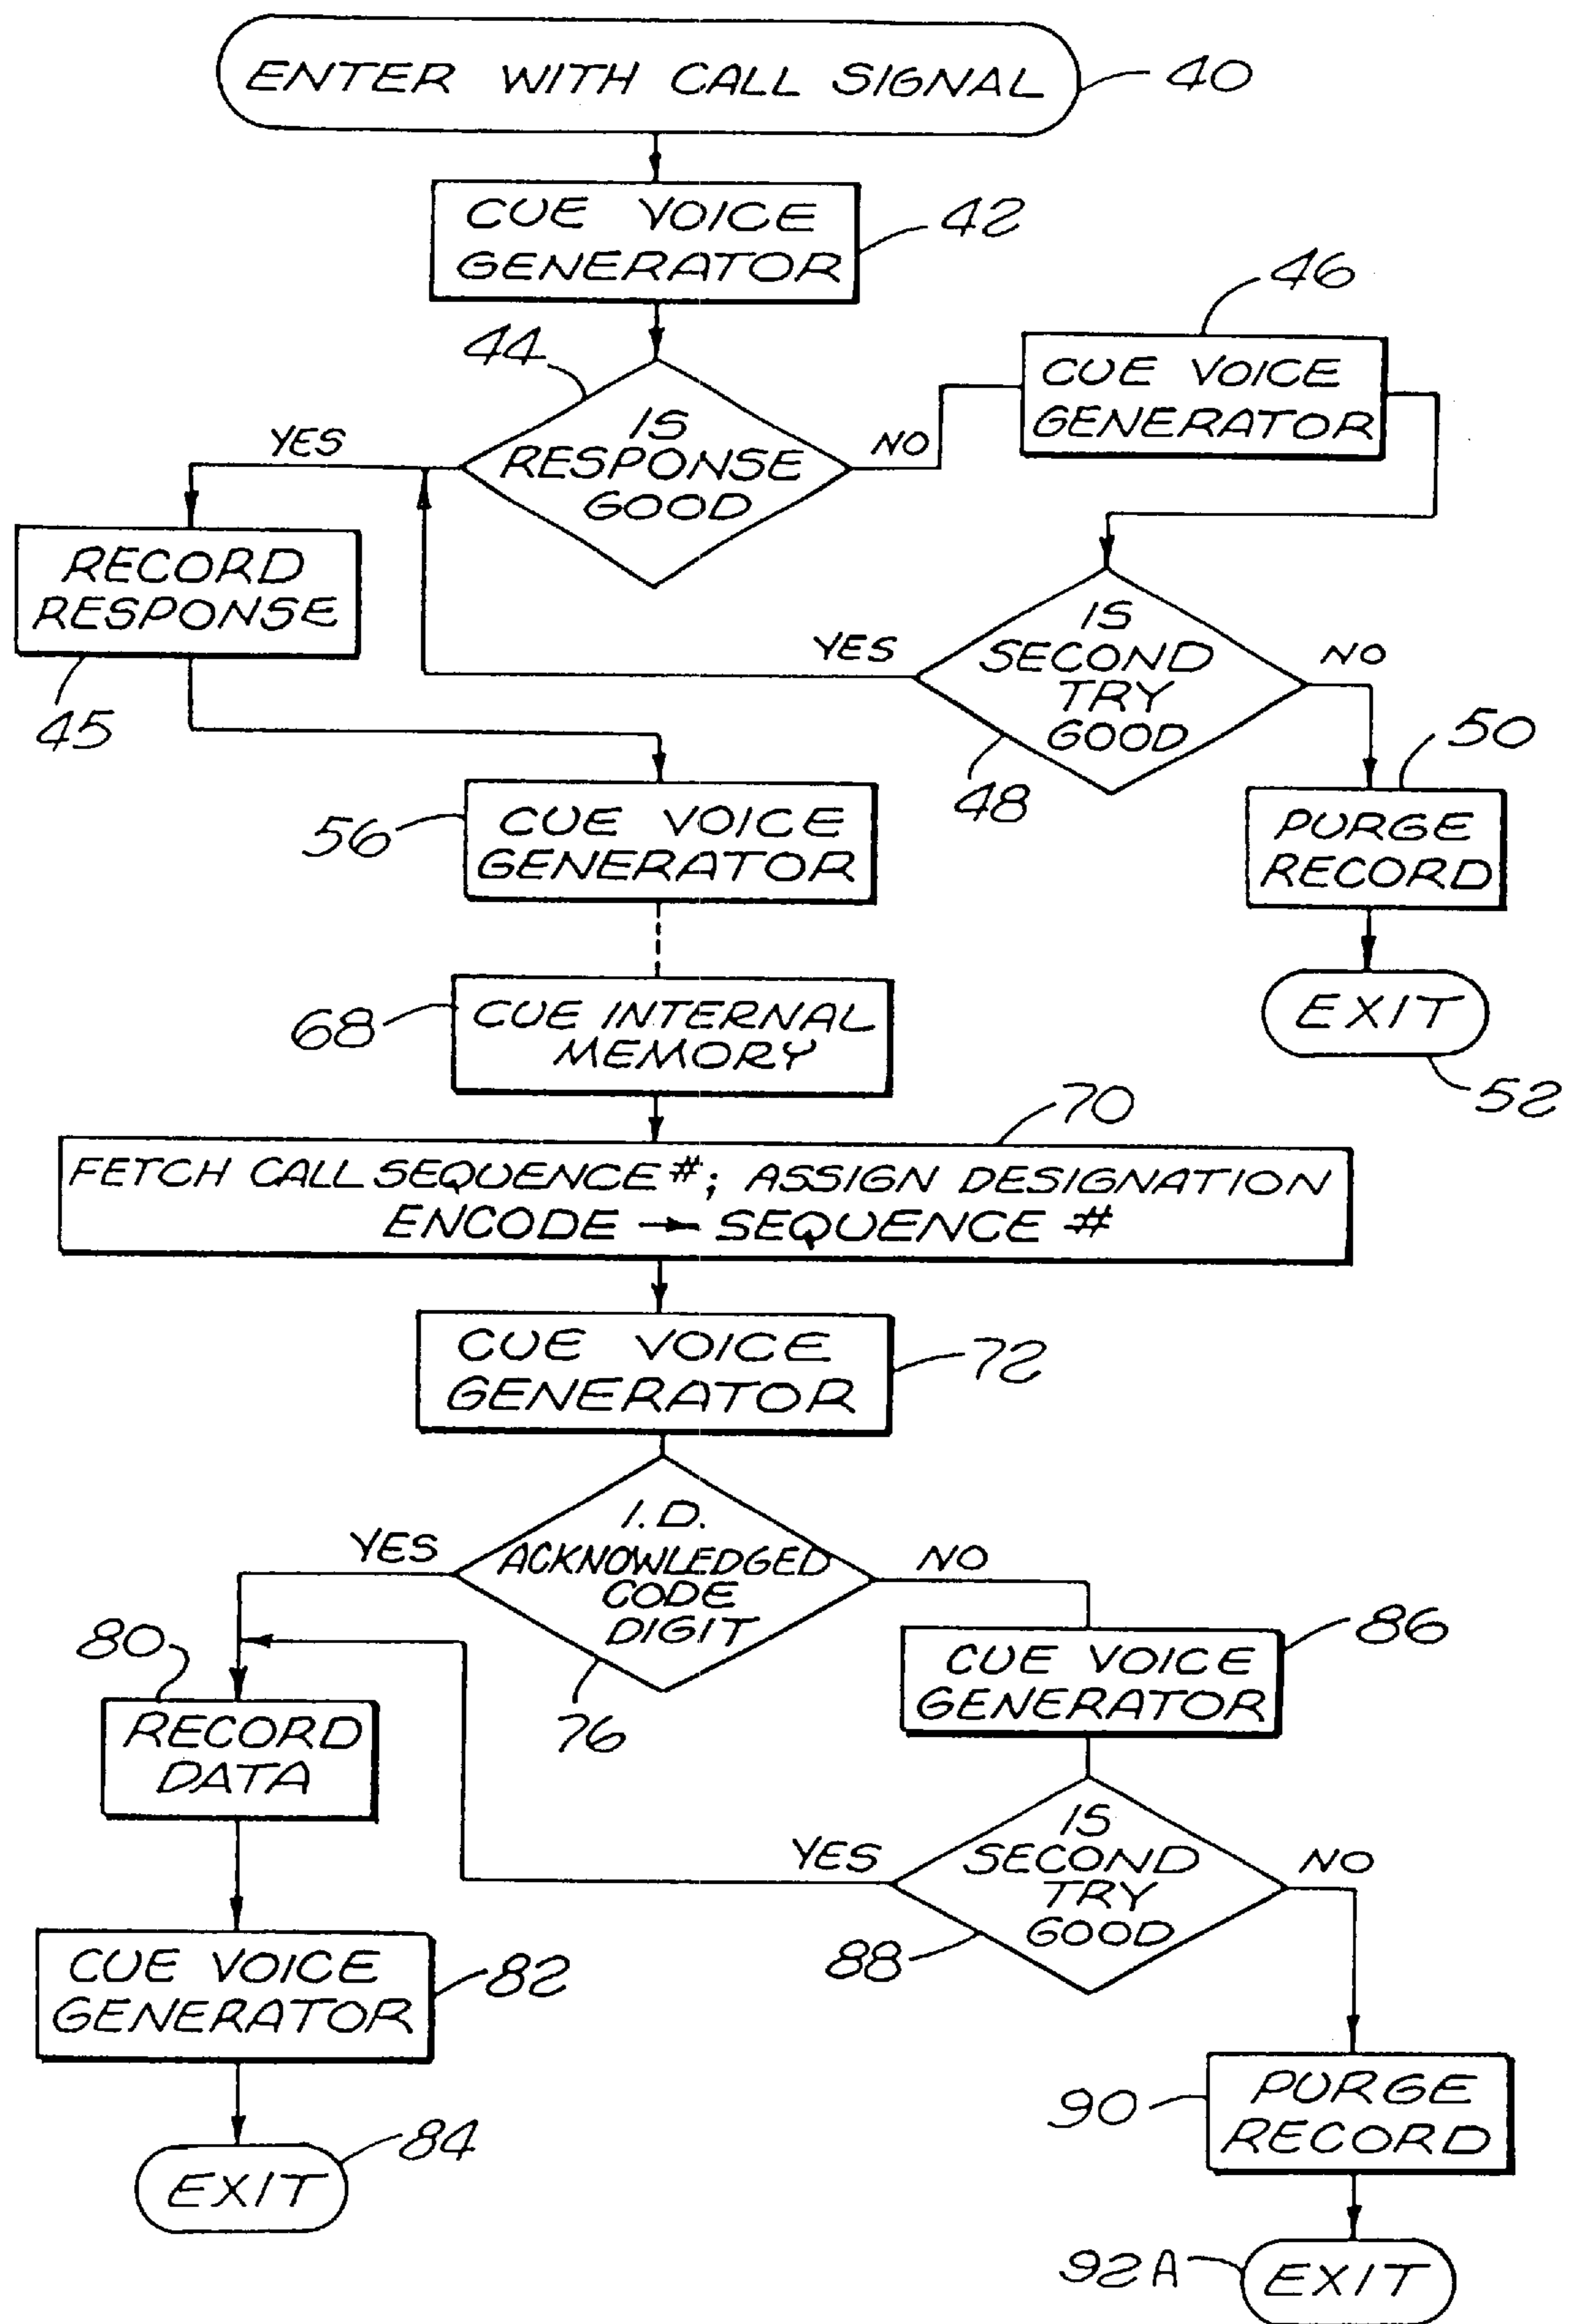 ENTER WITH CALL SIGNAL
40
CUE VOICE
GENERATOR
42
44
IS
RESPONSE
GOOD
YES
NO
46
CUE VOICE
GENERATOR
RECORD
RESPONSE
45
IS
SECOND
TRY
GOOD
YES
NO
48
50
PURGE
RECORD
EXIT
52
56
CUE VOICE
GENERATOR
68
CUE INTERNAL
MEMORY
70
FETCH CALL SEQUENCE #; ASSIGN DESIGNATION
ENCODE → SEQUENCE #
CUE VOICE
GENERATOR
72
I.D.
ACKNOWLEDGED
CODE
DIGIT
YES
NO
76
80
RECORD
DATA
86
CUE VOICE
GENERATOR
IS
SECOND
TRY
GOOD
YES
NO
88
CUE VOICE
GENERATOR
82
EXIT
84
90
PURGE
RECORD
92A
EXIT